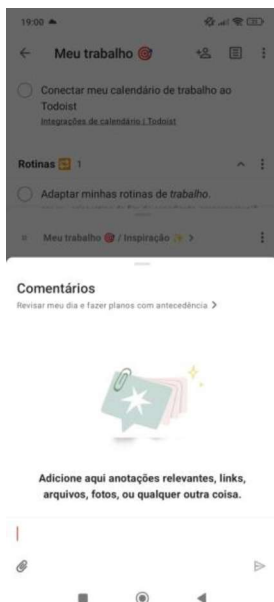 19:00
Meu trabalho 🎯
Conectar meu calendário de trabalho ao
Todoist
Integrações de calendário | Todoist
Rotinas 🔁 1
Adaptar minhas rotinas de trabalho.
Meu trabalho 🎯 / Inspiração ✨ >
Comentários
Revisar meu dia e fazer planos com antecedência >
Adicione aqui anotações relevantes, links,
arquivos, fotos, ou qualquer outra coisa.